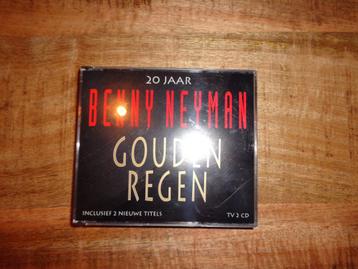 20 JAAR
BENNY NEYMAN
GOUDEN
REGEN
INCLUSIEF 2 NIEUWE TITELS TV 2 CD